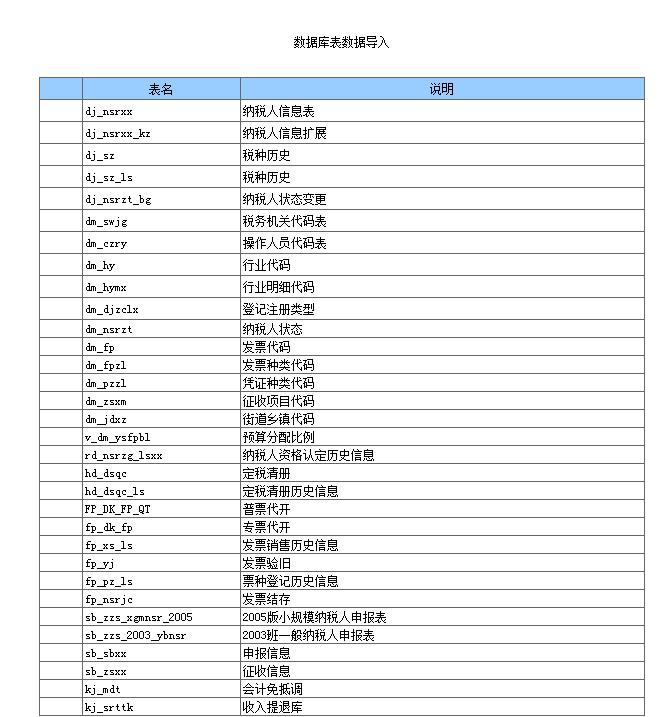 数据库表数据导入
表名 说明
dj_nsrxx 纳税人信息表
dj_nsrxx_kz 纳税人信息扩展
dj_sz 税种历史
dj_sz_ls 税种历史
dj_nsrzt_bg 纳税人状态变更
dm_swjg 税务机关代码表
dm_czry 操作人员代码表
dm_hy 行业代码
dm_hymx 行业明细代码
dm_djzclx 登记注册类型
dm_nsrzt 纳税人状态
dm_fp 发票代码
dm_fpzl 发票种类代码
dm_pzzl 凭证种类代码
dm_zsxm 征收项目代码
dm_jdxz 街道乡镇代码
v_dm_ysfpbl 预算分配比例
rd_nsrzg_lsxx 纳税人资格认定历史信息
hd_dsqc 定税清册
hd_dsqc_ls 定税清册历史信息
FP_DK_FP_QT 普票代开
fp_dk_fp 专票代开
fp_xs_ls 发票销售历史信息
fp_yj 发票验旧
fp_pz_ls 票种登记历史信息
fp_nsrjc 发票结存
sb_zzs_xgmnsr_2005 2005版小规模纳税人申报表
sb_zzs_2003_ybnsr 2003班一般纳税人申报表
sb_sbxx 申报信息
sb_zsxx 征收信息
kj_mdt 会计免抵调
kj_srttk 收入提退库